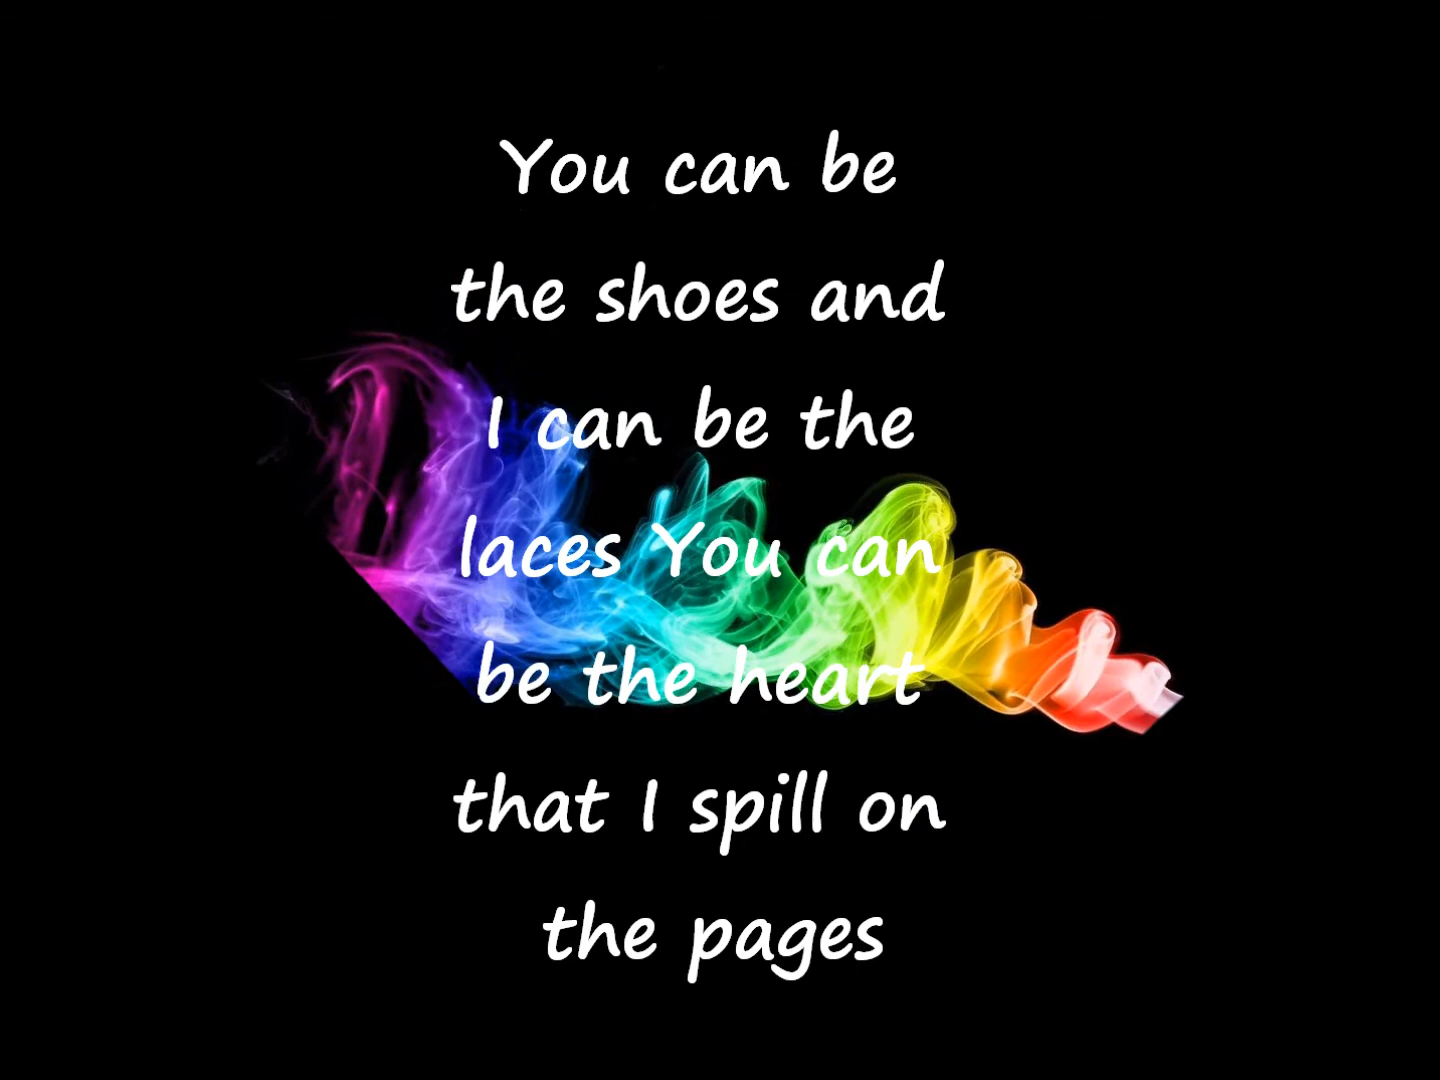 You can be
the shoes and
I can be the
laces You can
be the heart
that I spill on
the pages